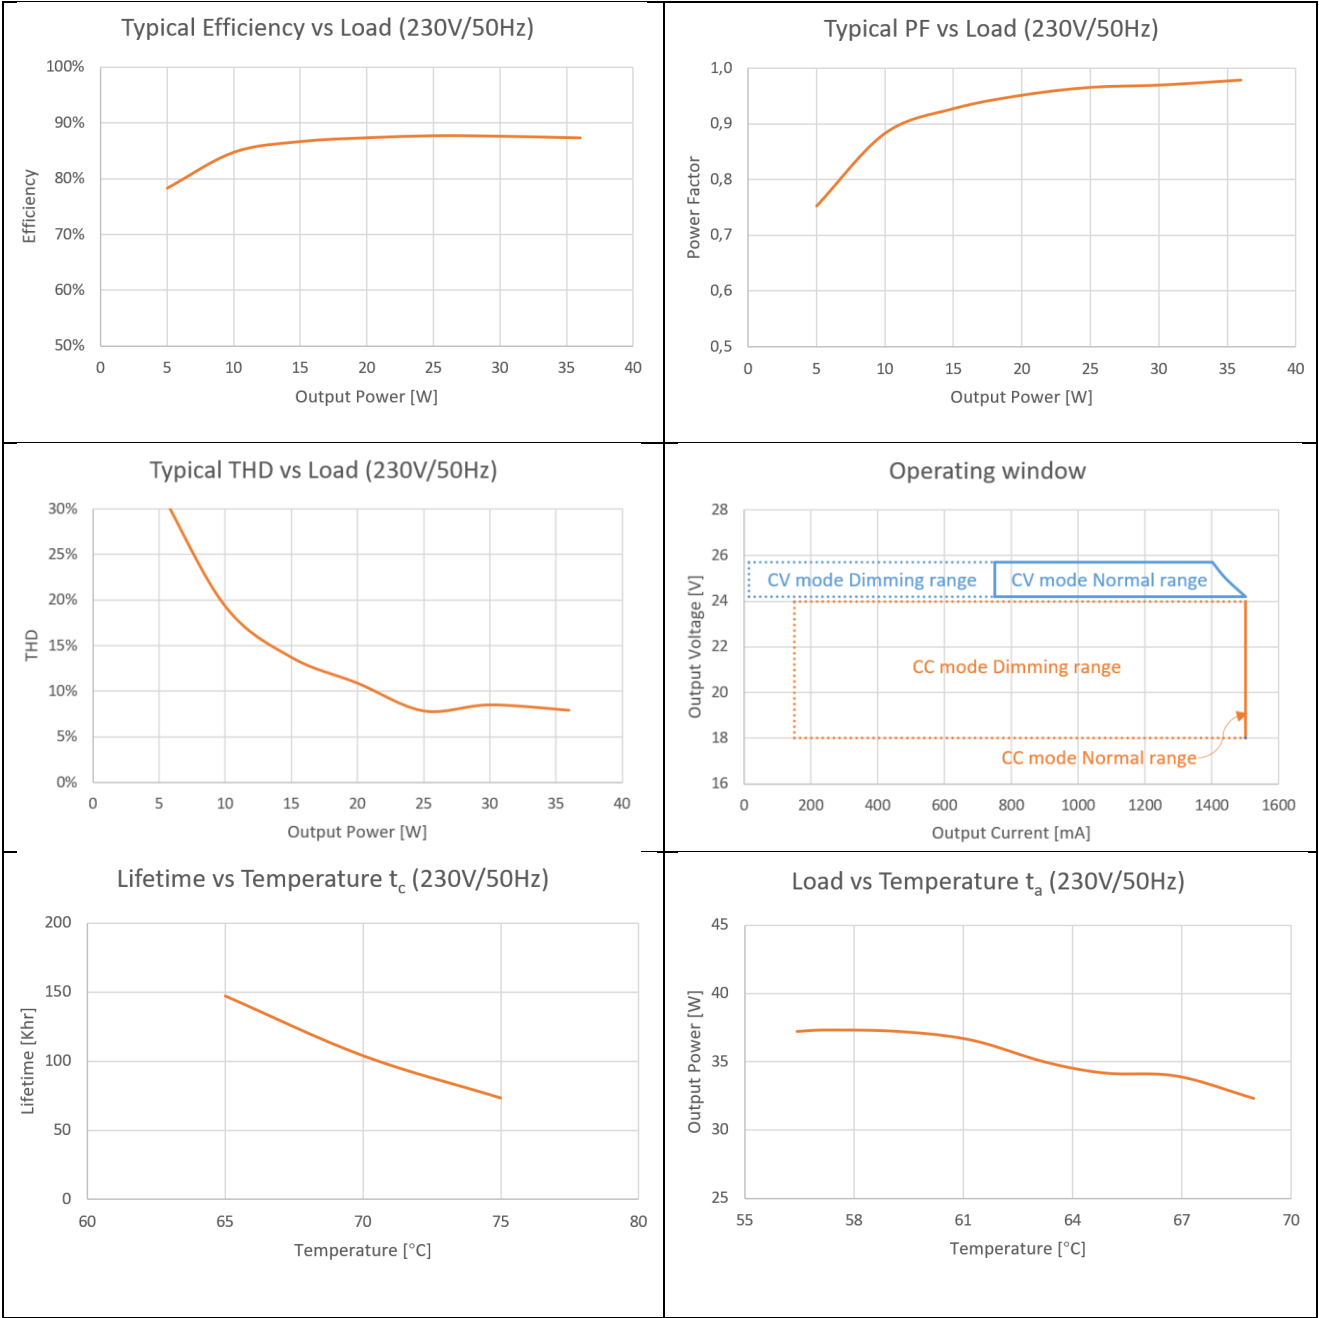 Typical Efficiency vs Load (230V/50Hz)
100%
90%
80%
70%
60%
50%
Efficiency
0 5 10 15 20 25 30 35 40
Output Power [W]
Typical PF vs Load (230V/50Hz)
1,0
0,9
0,8
0,7
0,6
0,5
Power Factor
0 5 10 15 20 25 30 35 40
Output Power [W]
Typical THD vs Load (230V/50Hz)
30%
25%
20%
15%
10%
5%
0%
THD
0 5 10 15 20 25 30 35 40
Output Power [W]
Operating window
28
26
24
22
20
18
16
Output Voltage [V]
CV mode Dimming range
CV mode Normal range
CC mode Dimming range
CC mode Normal range
0 200 400 600 800 1000 1200 1400 1600
Output Current [mA]
Lifetime vs Temperature tc (230V/50Hz)
200
150
100
50
0
Lifetime [Khr]
60 65 70 75 80
Temperature [°C]
Load vs Temperature ta (230V/50Hz)
45
40
35
30
25
Output Power [W]
55 58 61 64 67 70
Temperature [°C]